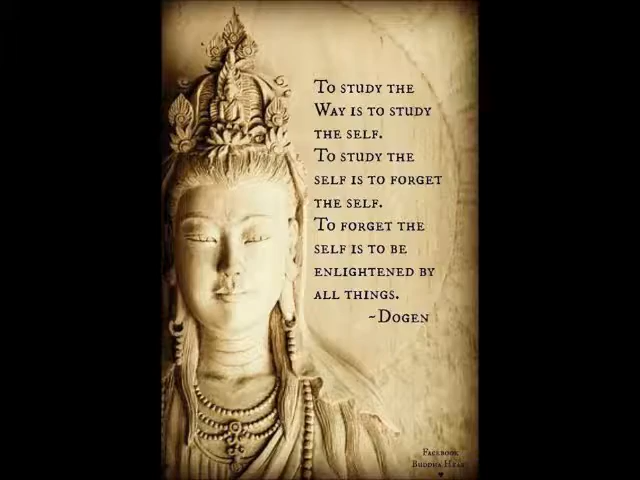 To study the
Way is to study
the self.
To study the
self is to forget
the self.
To forget the
self is to be
enlightened by
all things.
~Dogen
Facebook
Buddha Heart